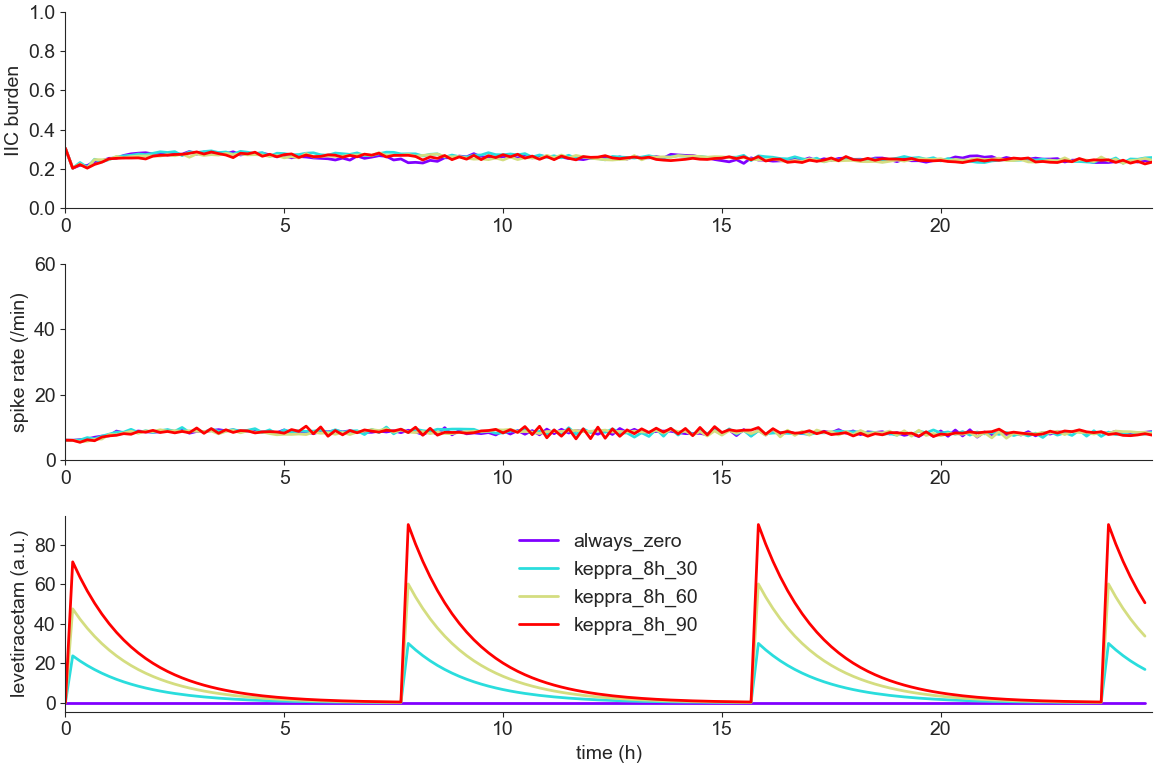 1.0
0.8
0.6
0.4
0.2
0.0
IIC burden
0 5 10 15 20
60
40
20
0
spike rate (/min)
0 5 10 15 20
80
60
40
20
0
levetiracetam (a.u.)
always_zero
keppra_8h_30
keppra_8h_60
keppra_8h_90
0 5 10 15 20
time (h)